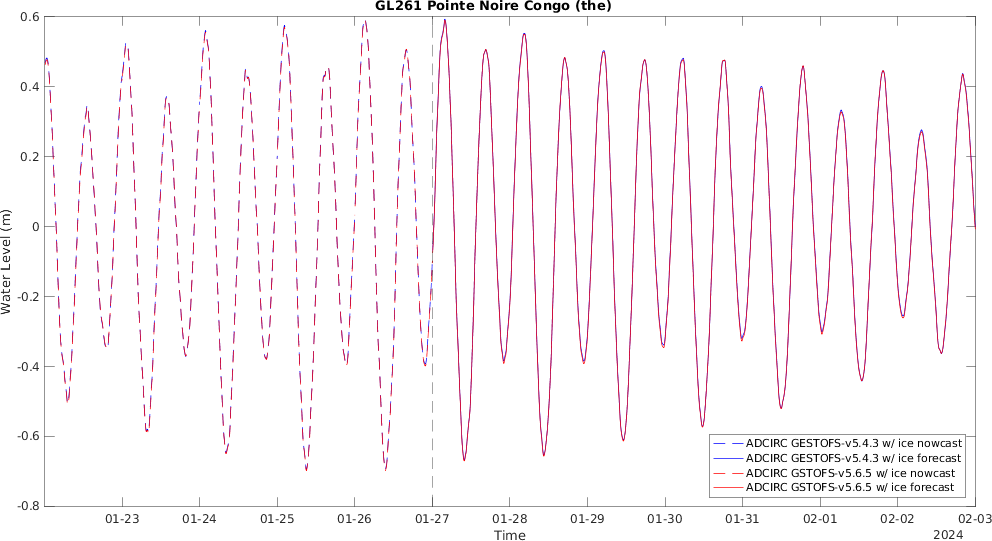 GL261 Pointe Noire Congo (the)
0.6
0.4
0.2
0
-0.2
-0.4
-0.6
-0.8
Water Level (m)
ADCIRC GESTOFS-v5.4.3 w/ ice nowcast
ADCIRC GESTOFS-v5.4.3 w/ ice forecast
ADCIRC GSTOFS-v5.6.5 w/ ice nowcast
ADCIRC GSTOFS-v5.6.5 w/ ice forecast
01-23 01-24 01-25 01-26 01-27 01-28 01-29 01-30 01-31 02-01 02-02 02-03
Time
2024